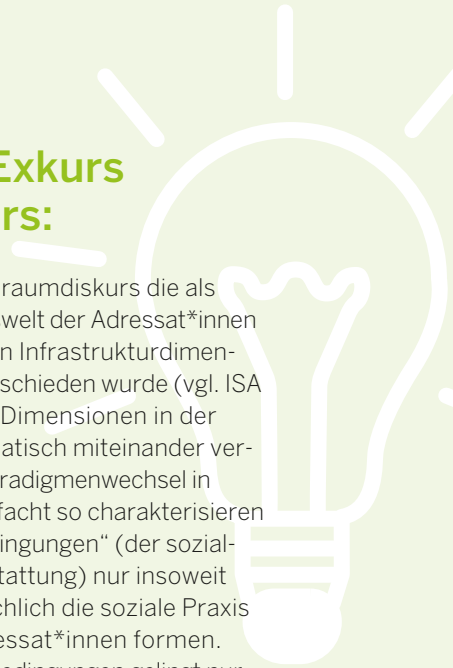 Exkurs
rs:
raumdiskurs die als
swelt der Adressat*innen
n Infrastrukturdimen-
schieden wurde (vgl. ISA
Dimensionen in der
atisch miteinander ver-
radigmenwechsel in
facht so charakterisieren
ingungen“ (der sozial-
tattung) nur insoweit
chlich die soziale Praxis
essat*innen formen.